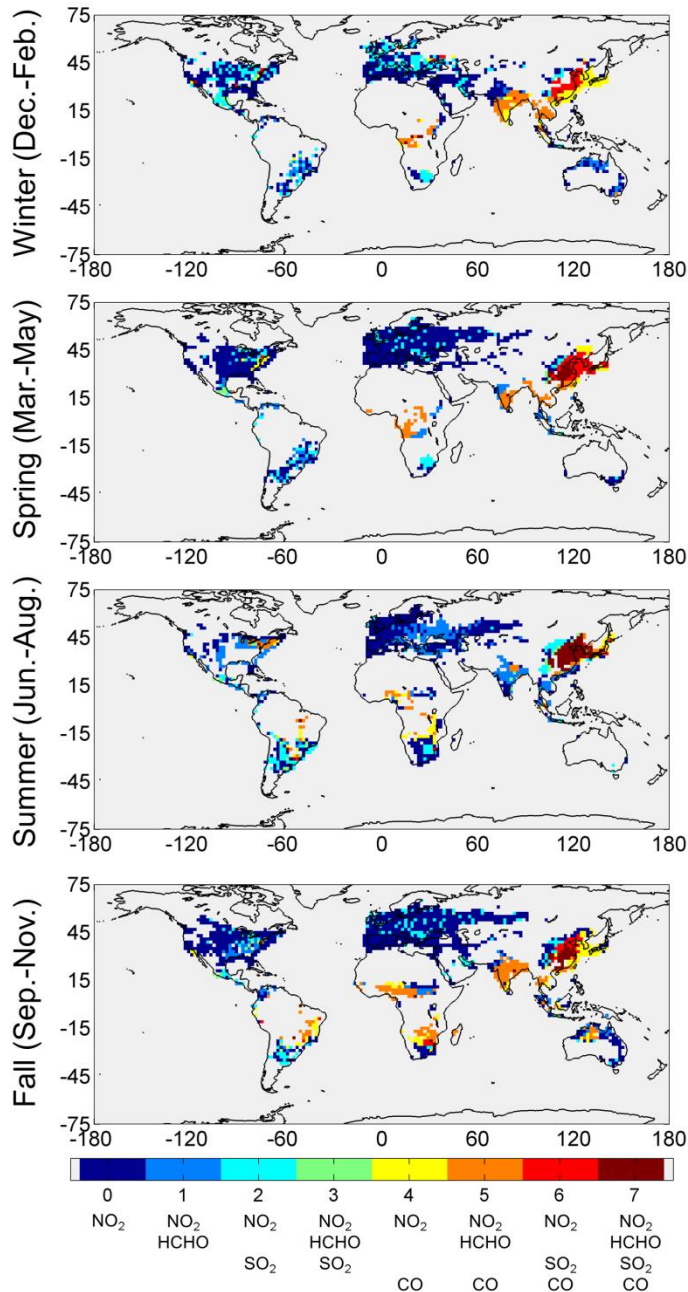 Winter (Dec.-Feb.)
75
45
15
-15
-45
-75
-180 -120 -60 0 60 120 180
Spring (Mar.-May)
75
45
15
-15
-45
-75
-180 -120 -60 0 60 120 180
Summer (Jun.-Aug.)
75
45
15
-15
-45
-75
-180 -120 -60 0 60 120 180
Fall (Sep.-Nov.)
75
45
15
-15
-45
-75
-180 -120 -60 0 60 120 180
0 1 2 3 4 5 6 7
NO₂ NO₂ NO₂ NO₂ NO₂ NO₂ NO₂ NO₂
HCHO HCHO HCHO HCHO
SO₂ SO₂ SO₂ SO₂
CO CO CO CO